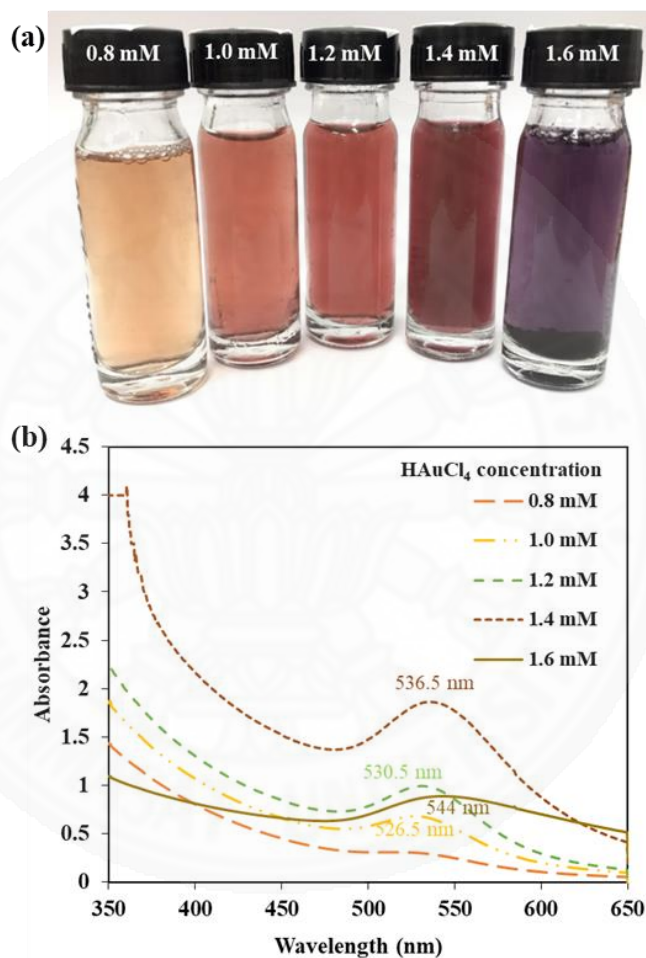 (a)
0.8 mM
1.0 mM
1.2 mM
1.4 mM
1.6 mM
(b)
4.5
4
3.5
3
2.5
2
1.5
1
0.5
0
Absorbance
HAuCl₄ concentration
0.8 mM
1.0 mM
1.2 mM
1.4 mM
1.6 mM
536.5 nm
530.5 nm
544 nm
526.5 nm
350
400
450
500
550
600
650
Wavelength (nm)